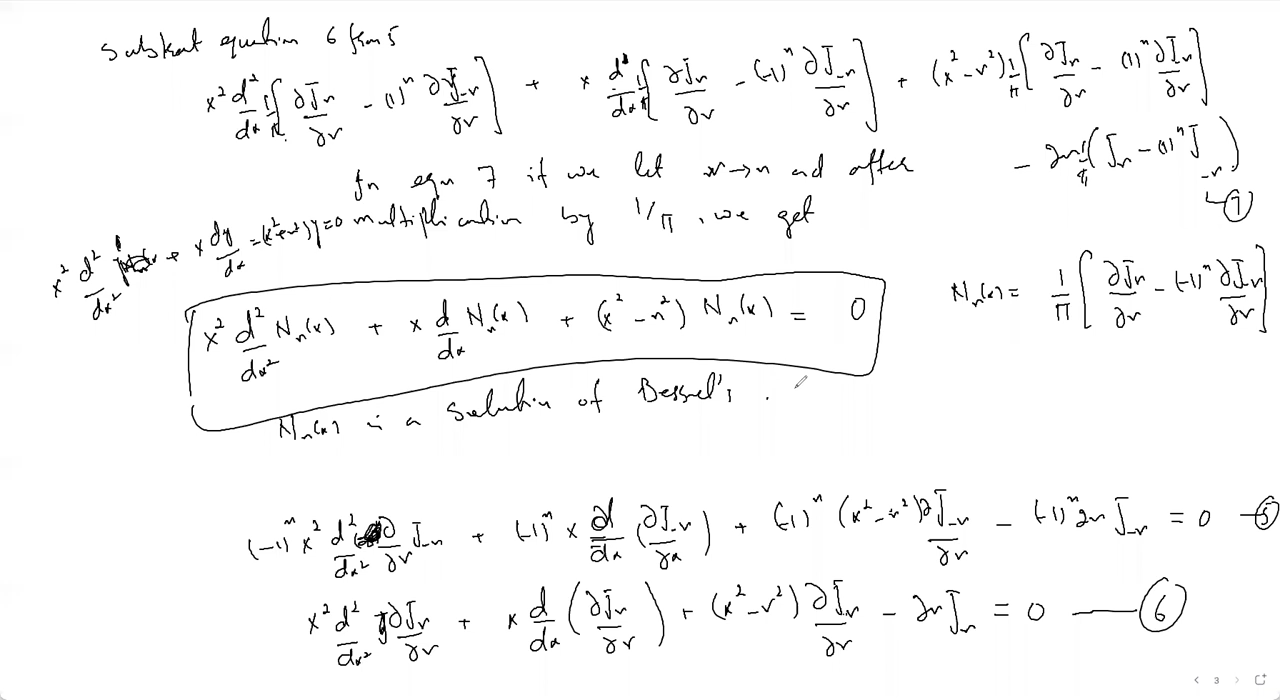 Substract equation 6 from 5
x² d²/dx² 1/π [ ∂J_ν/∂ν - (-1)ⁿ ∂J_-ν/∂ν ] + x d/dx 1/π [ ∂J_ν/∂ν - (-1)ⁿ ∂J_-ν/∂ν ] + (x² - ν²) 1/π [ ∂J_ν/∂ν - (-1)ⁿ ∂J_-ν/∂ν ]
- 2ν 1/π ( J_ν - (-1)ⁿ J_-ν ) ⑦
In eqn 7 if we let ν → n and after
multiplication by 1/π, we get
x² d²/dx² + x dy/dx = (x² + ν²) y = 0
N_n(x) = 1/π [ ∂J_ν/∂ν - (-1)ⁿ ∂J_-ν/∂ν ]
x² d²/dx² N_n(x) + x d/dx N_n(x) + (x² - n²) N_n(x) = 0
N_n(x) is a solution of Bessel's .
(-1)ⁿ x² d²/dx² ∂/∂ν J_-ν + (-1)ⁿ x d/dx ( ∂J_-ν/∂x ) + (-1)ⁿ (x² - ν²) ∂J_-ν/∂ν - (-1)ⁿ 2ν J_-ν = 0 — ⑤
x² d²/dx² ∂J_ν/∂ν + x d/dx ( ∂J_ν/∂ν ) + (x² - ν²) ∂J_ν/∂ν - 2ν J_ν = 0 — ⑥
< 3 >